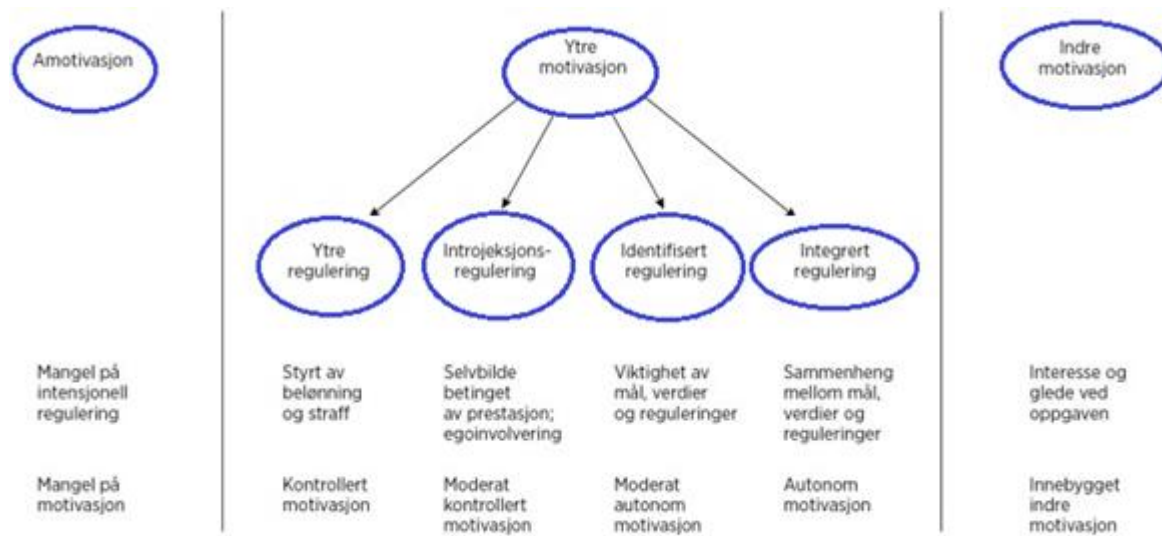 Amotivasjon
Ytre
motivasjon
Indre
motivasjon
Ytre
regulering
Introjeksjons-
regulering
Identifisert
regulering
Integrert
regulering
Mangel på
intensjonell
regulering
Styrt av
belønning
og straff
Selvbilde
betinget
av prestasjon;
egoinvolvering
Viktighet av
mål, verdier
og reguleringer
Sammenheng
mellom mål,
verdier og
reguleringer
Interesse og
glede ved
oppgaven
Mangel på
motivasjon
Kontrollert
motivasjon
Moderat
kontrollert
motivasjon
Moderat
autonom
motivasjon
Autonom
motivasjon
Innebygget
indre
motivasjon